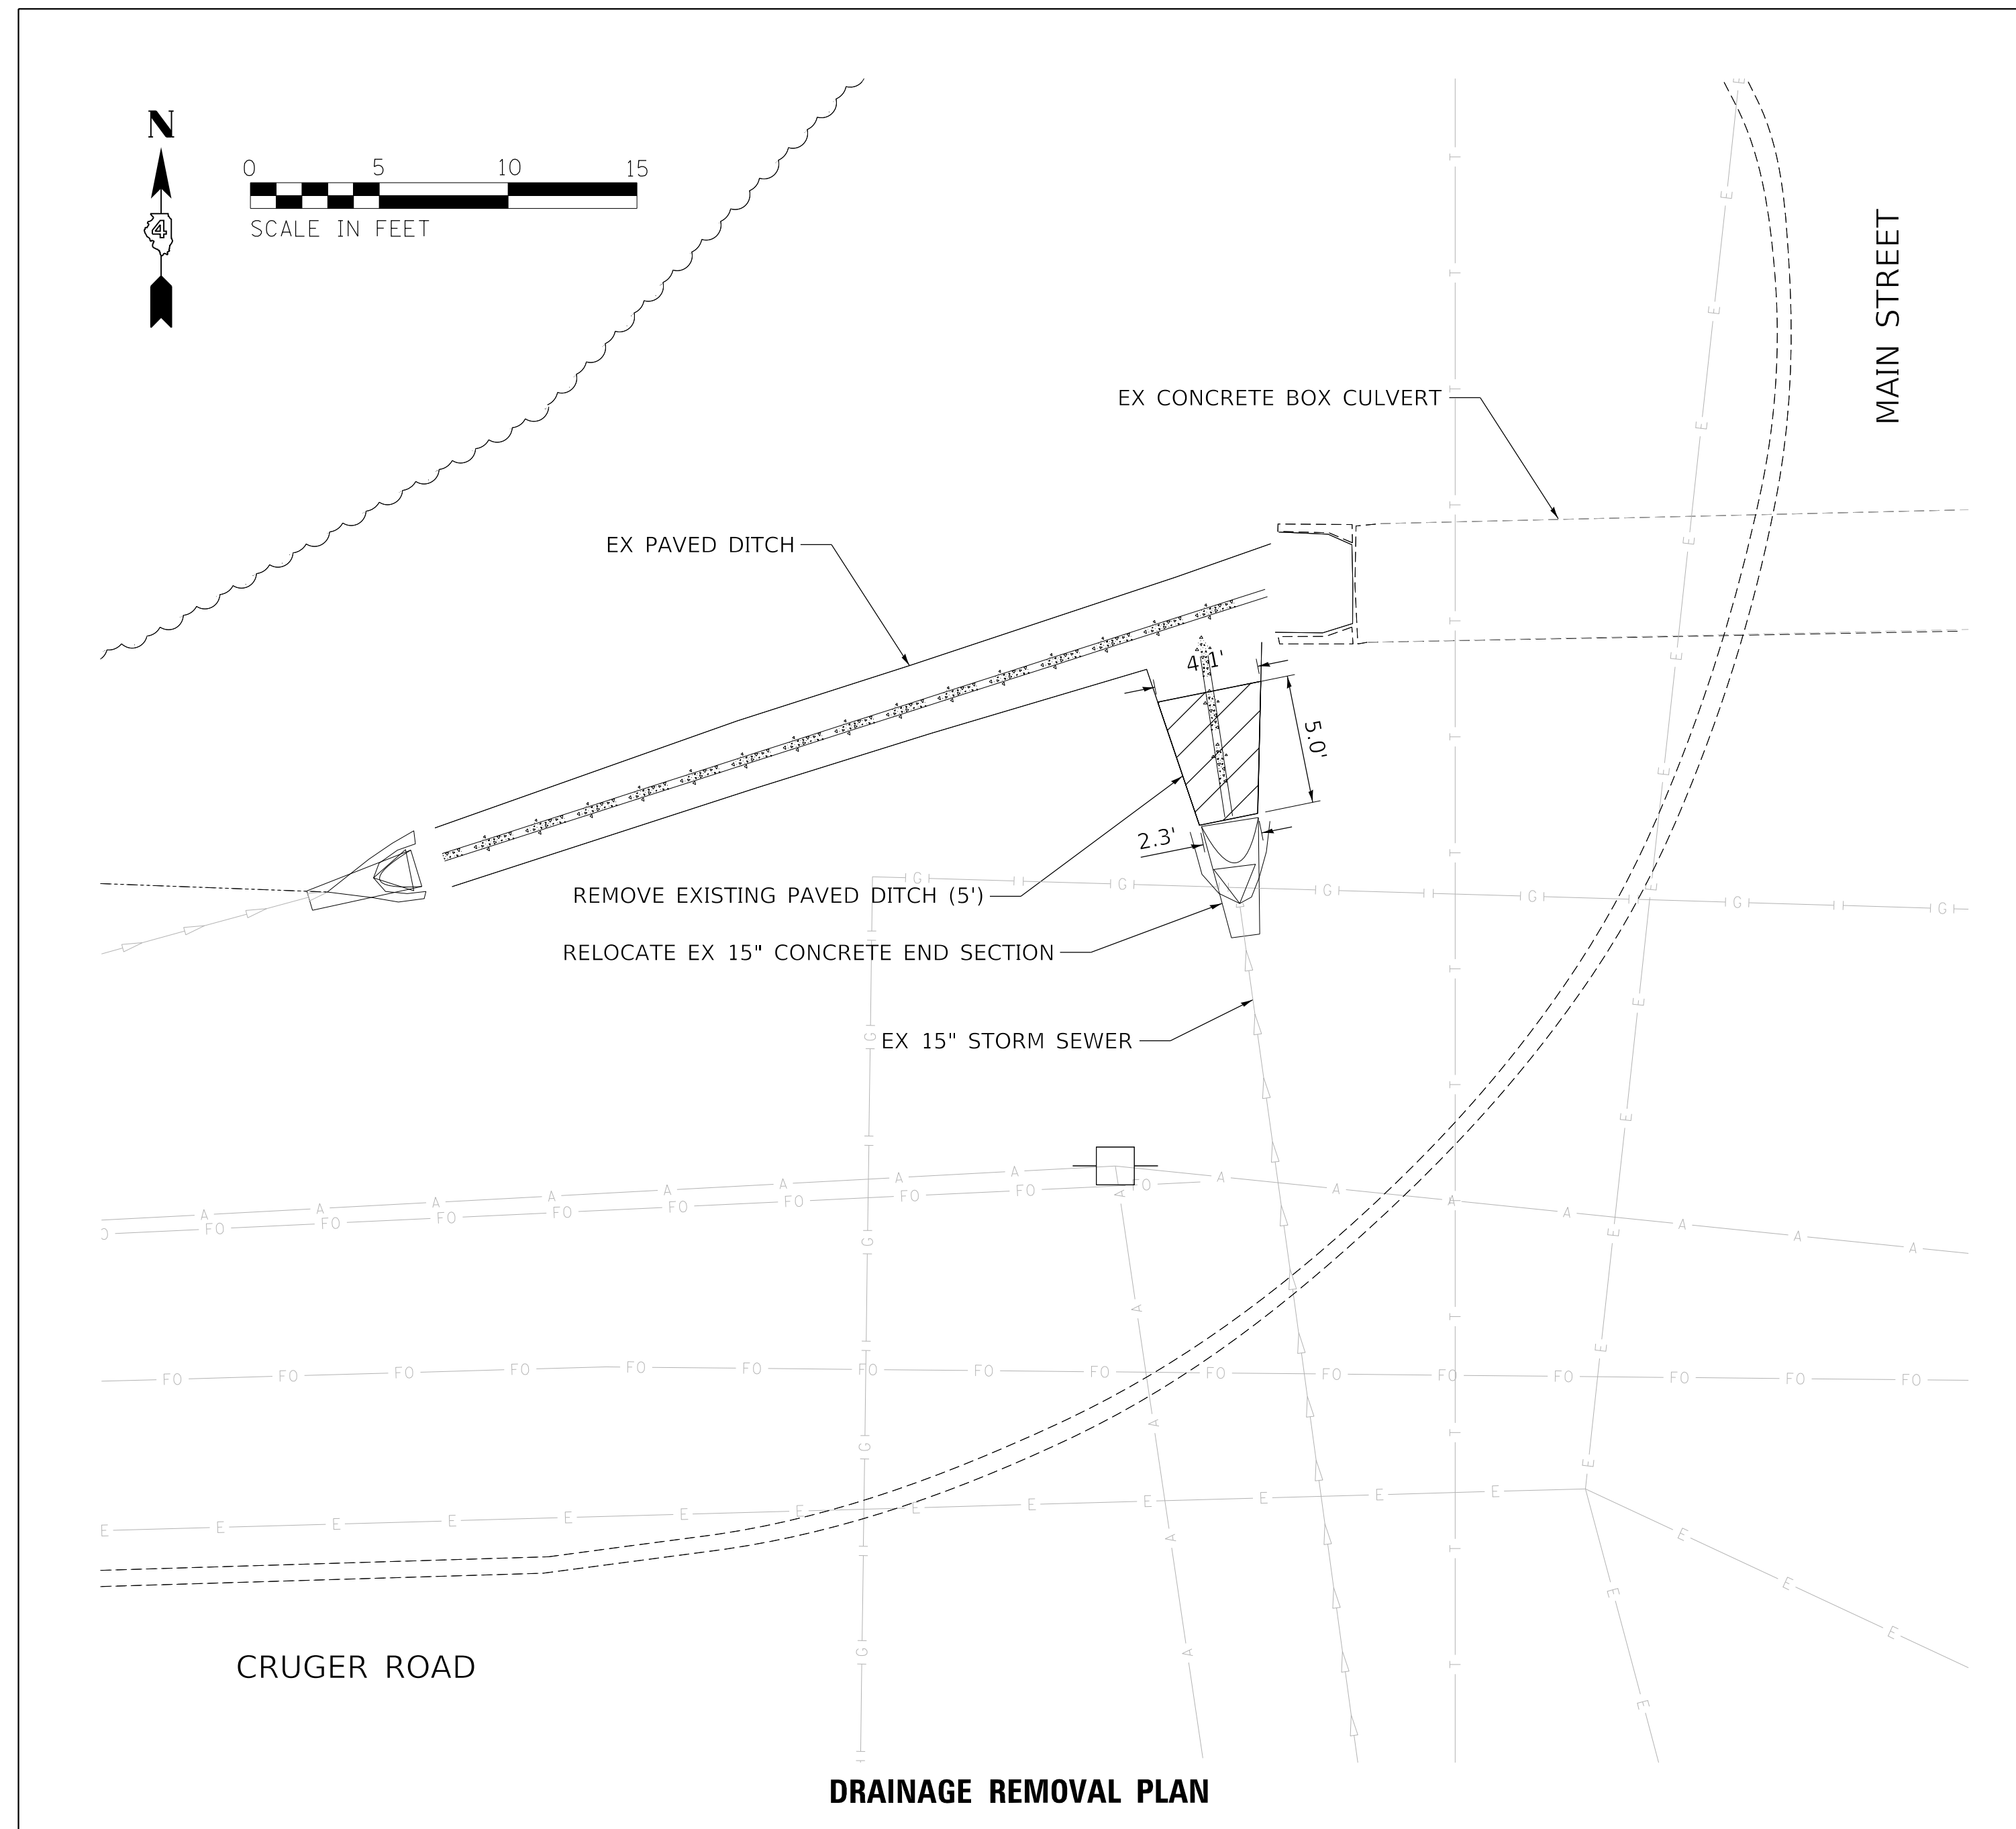 N
0 5 10 15
SCALE IN FEET
4
MAIN STREET
EX CONCRETE BOX CULVERT
EX PAVED DITCH
4.1'
5.0'
2.3'
REMOVE EXISTING PAVED DITCH (5')
RELOCATE EX 15" CONCRETE END SECTION
EX 15" STORM SEWER
CRUGER ROAD
DRAINAGE REMOVAL PLAN